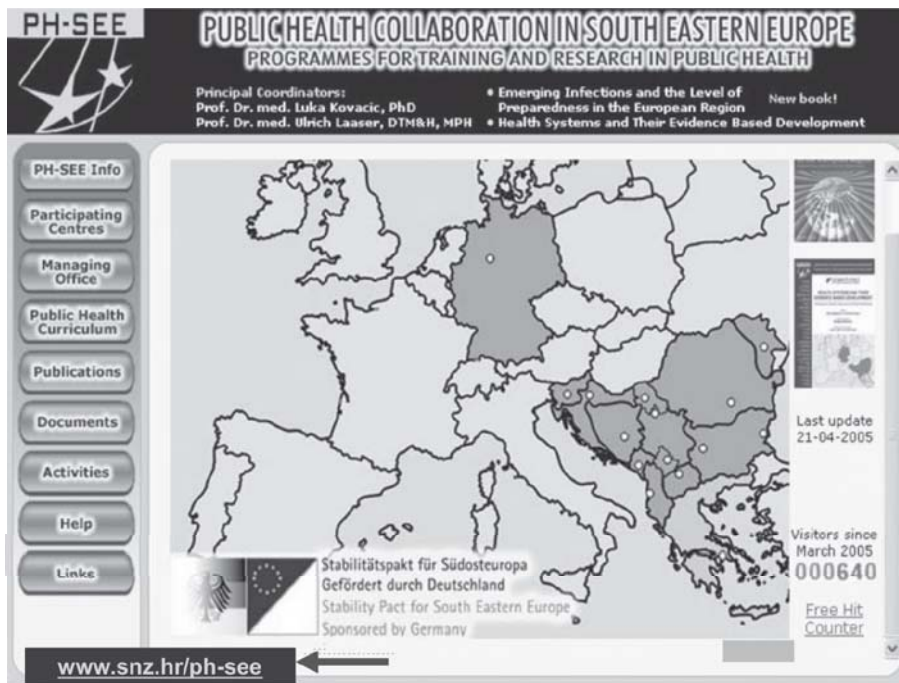 PH-SEE
PUBLIC HEALTH COLLABORATION IN SOUTH EASTERN EUROPE
PROGRAMMES FOR TRAINING AND RESEARCH IN PUBLIC HEALTH
Principal Coordinators:
Prof. Dr. med. Luka Kovacic, PhD
Prof. Dr. med. Ulrich Laaser, DTM&H, MPH
• Emerging Infections and the Level of
Preparedness in the European Region
• Health Systems and Their Evidence Based Development
New book!
PH-SEE Info
Participating
Centres
Managing
Office
Public Health
Curriculum
Publications
Documents
Activities
Help
Links
Last update
21-04-2005
Visitors since
March 2005
000640
Free Hit
Counter
Stabilitätspakt für Südosteuropa
Gefördert durch Deutschland
Stability Pact for South Eastern Europe
Sponsored by Germany
www.snz.hr/ph-see